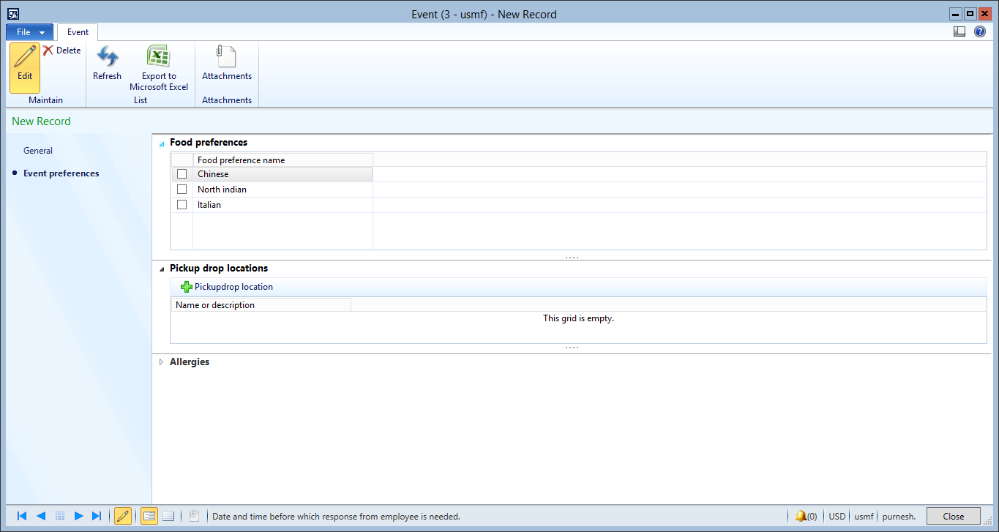 Event (3 - usmf) - New Record
File
Event
Edit
Delete
Maintain
Refresh
Export to
Microsoft Excel
List
Attachments
Attachments
New Record
General
Event preferences
Food preferences
Food preference name
Chinese
North indian
Italian
Pickup drop locations
Pickupdrop location
Name or description
This grid is empty.
Allergies
Date and time before which response from employee is needed.
(0)
USD
usmf
purnesh.
Close